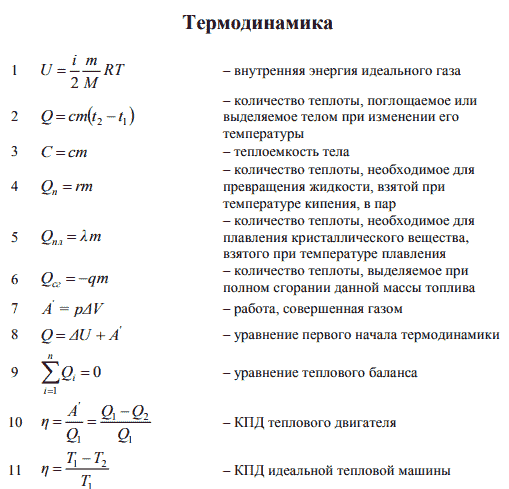 Термодинамика
1 U = i/2 m/M RT – внутренняя энергия идеального газа
2 Q = cm(t₂ – t₁) – количество теплоты, поглощаемое или
выделяемое телом при изменении его
температуры
3 C = cm – теплоемкость тела
4 Qп = rm – количество теплоты, необходимое для
превращения жидкости, взятой при
температуре кипения, в пар
5 Qпл = λm – количество теплоты, необходимое для
плавления кристаллического вещества,
взятого при температуре плавления
6 Qсг = –qm – количество теплоты, выделяемое при
полном сгорании данной массы топлива
7 A' = pΔV – работа, совершенная газом
8 Q = ΔU + A' – уравнение первого начала термодинамики
9 ∑ᵢ₌₁ⁿ Qᵢ = 0 – уравнение теплового баланса
10 η = A'/Q₁ = (Q₁ – Q₂)/Q₁ – КПД теплового двигателя
11 η = (T₁ – T₂)/T₁ – КПД идеальной тепловой машины